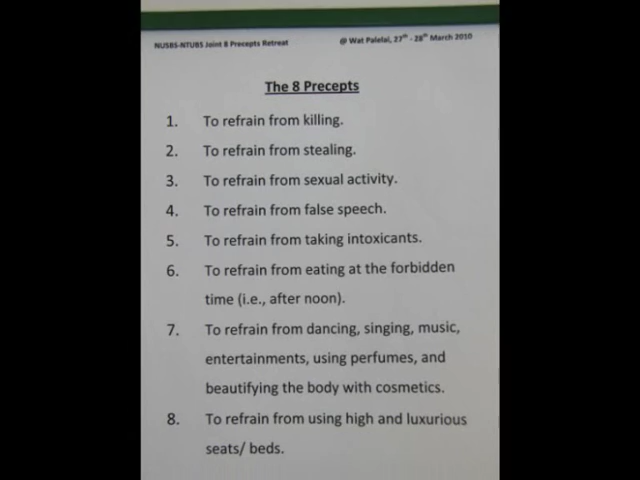 NUSBS-NTUBS Joint 8 Precepts Retreat @ Wat Palelai, 27th - 28th March 2010
The 8 Precepts
1. To refrain from killing.
2. To refrain from stealing.
3. To refrain from sexual activity.
4. To refrain from false speech.
5. To refrain from taking intoxicants.
6. To refrain from eating at the forbidden
time (i.e., after noon).
7. To refrain from dancing, singing, music,
entertainments, using perfumes, and
beautifying the body with cosmetics.
8. To refrain from using high and luxurious
seats/ beds.